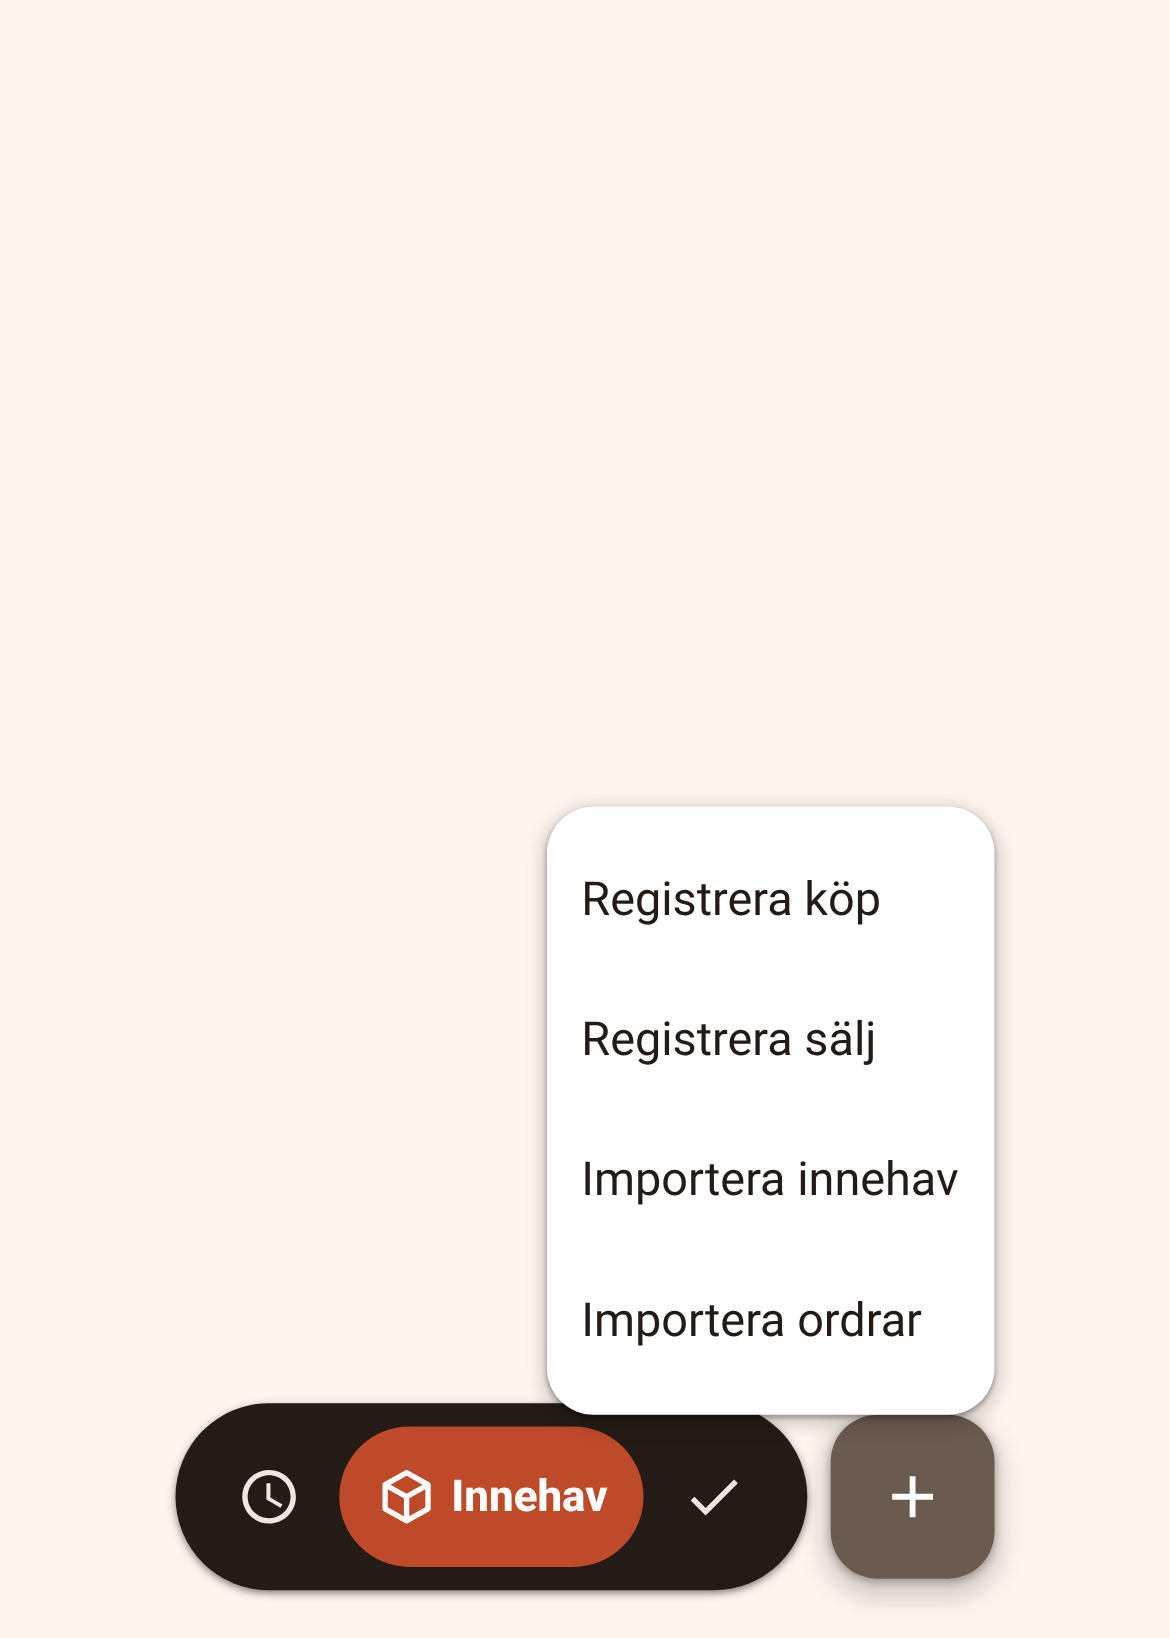 Registrera köp
Registrera sälj
Importera innehav
Importera ordrar
Innehav